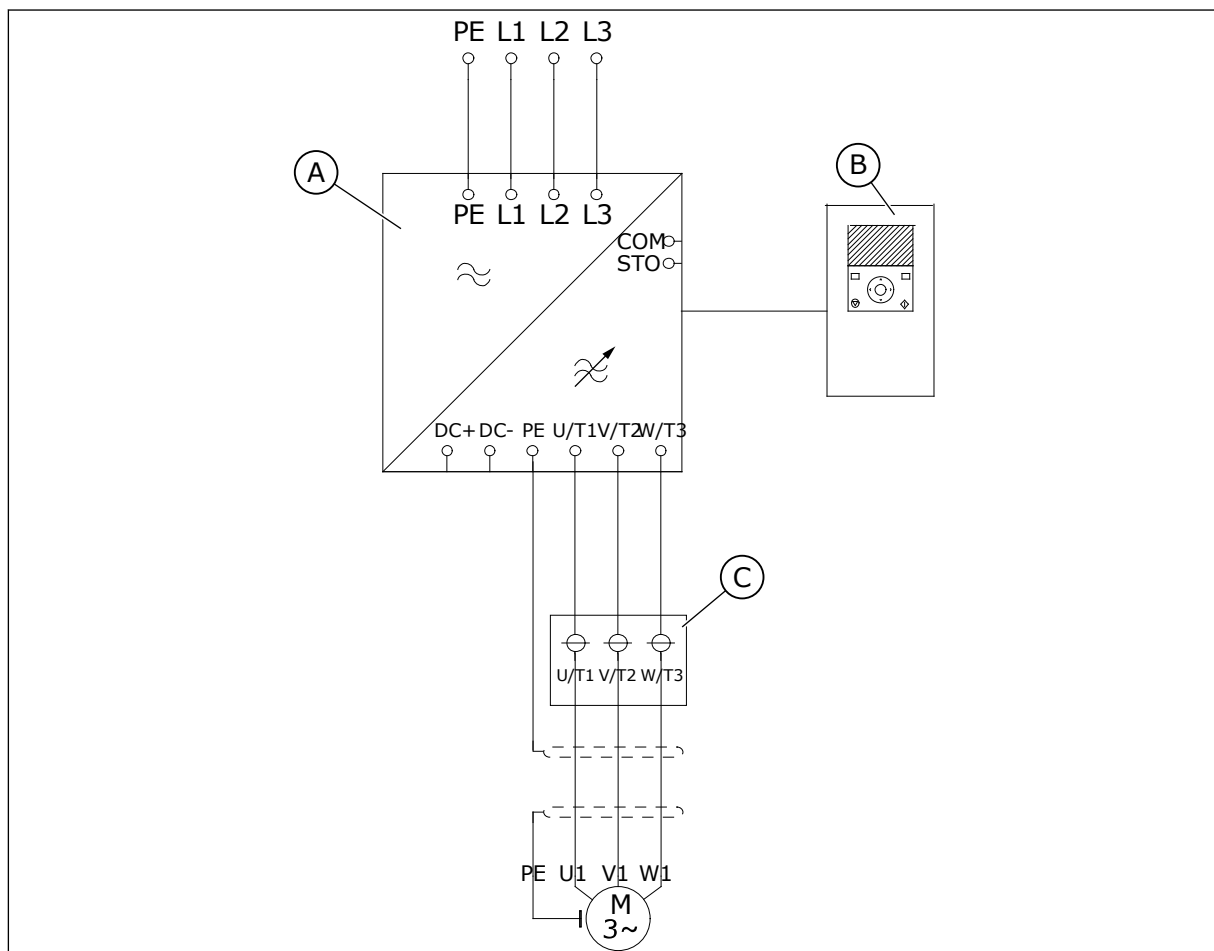 PE L1 L2 L3
A
B
PE L1 L2 L3
COM
STO
DC+ DC- PE U/T1 V/T2 W/T3
C
U/T1 V/T2 W/T3
PE U1 V1 W1
M
3~